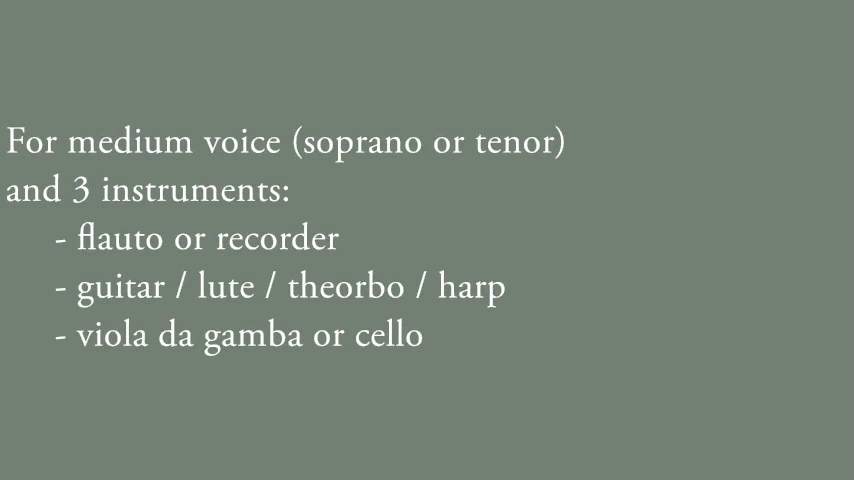 For medium voice (soprano or tenor)
and 3 instruments:
- flauto or recorder
- guitar / lute / theorbo / harp
- viola da gamba or cello